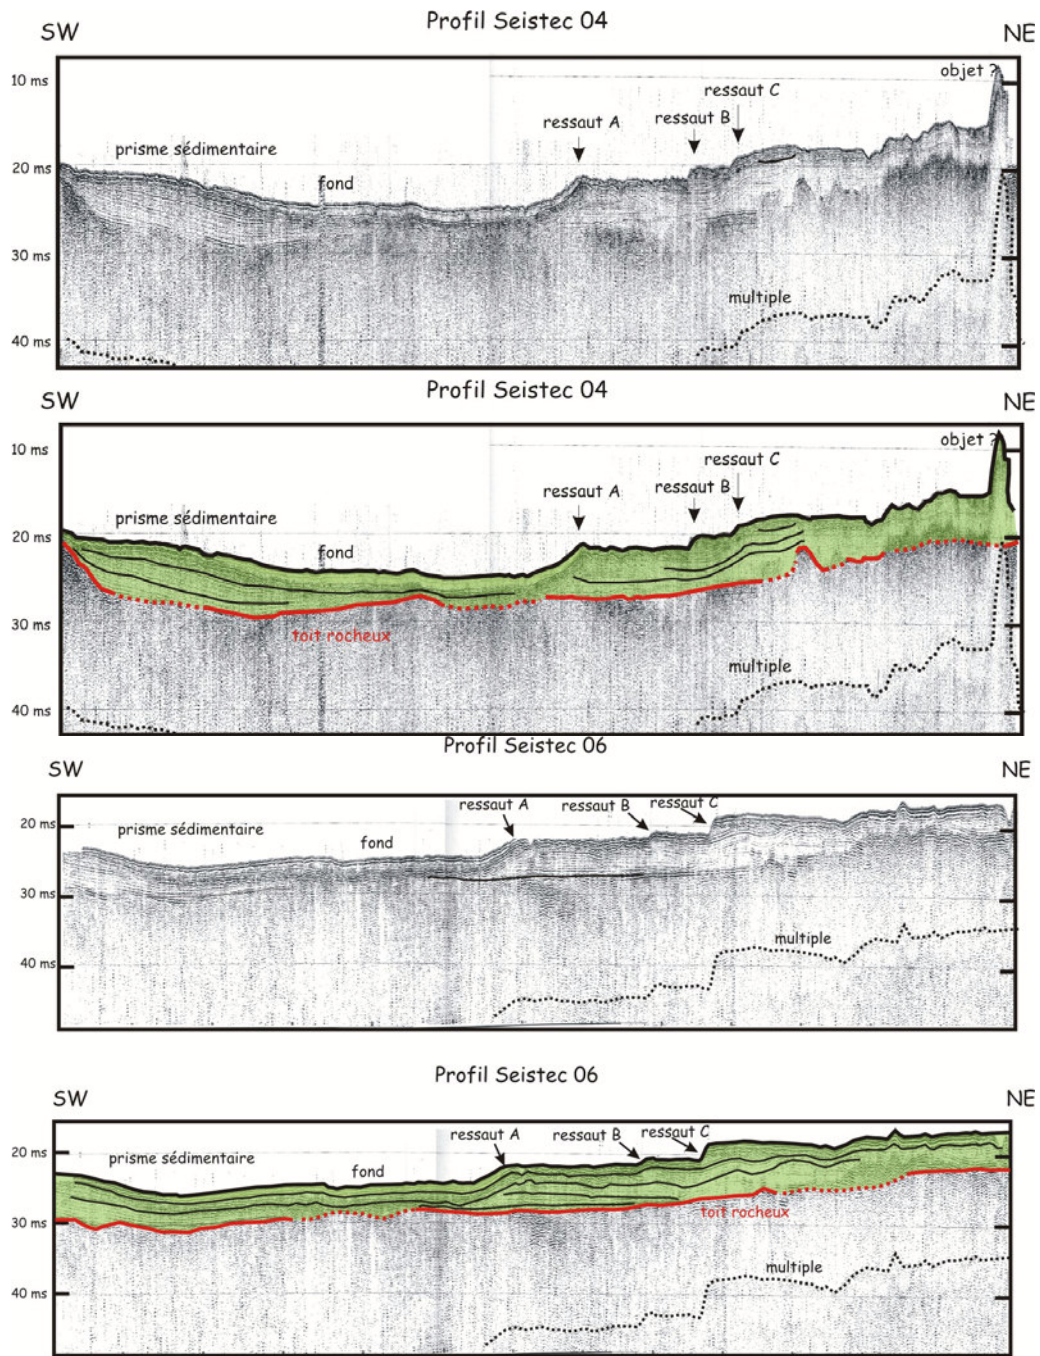 Profil Seistec 04
SW
NE
10 ms
objet ?
ressaut C
ressaut A
ressaut B
prisme sédimentaire
20 ms
fond
30 ms
multiple
40 ms
Profil Seistec 04
SW
NE
10 ms
objet ?
ressaut C
ressaut A
ressaut B
prisme sédimentaire
20 ms
fond
30 ms
toit rocheux
multiple
40 ms
Profil Seistec 06
SW
NE
ressaut A
ressaut B
ressaut C
20 ms
prisme sédimentaire
fond
30 ms
multiple
40 ms
Profil Seistec 06
SW
NE
ressaut A
ressaut B
ressaut C
20 ms
prisme sédimentaire
fond
30 ms
toit rocheux
multiple
40 ms